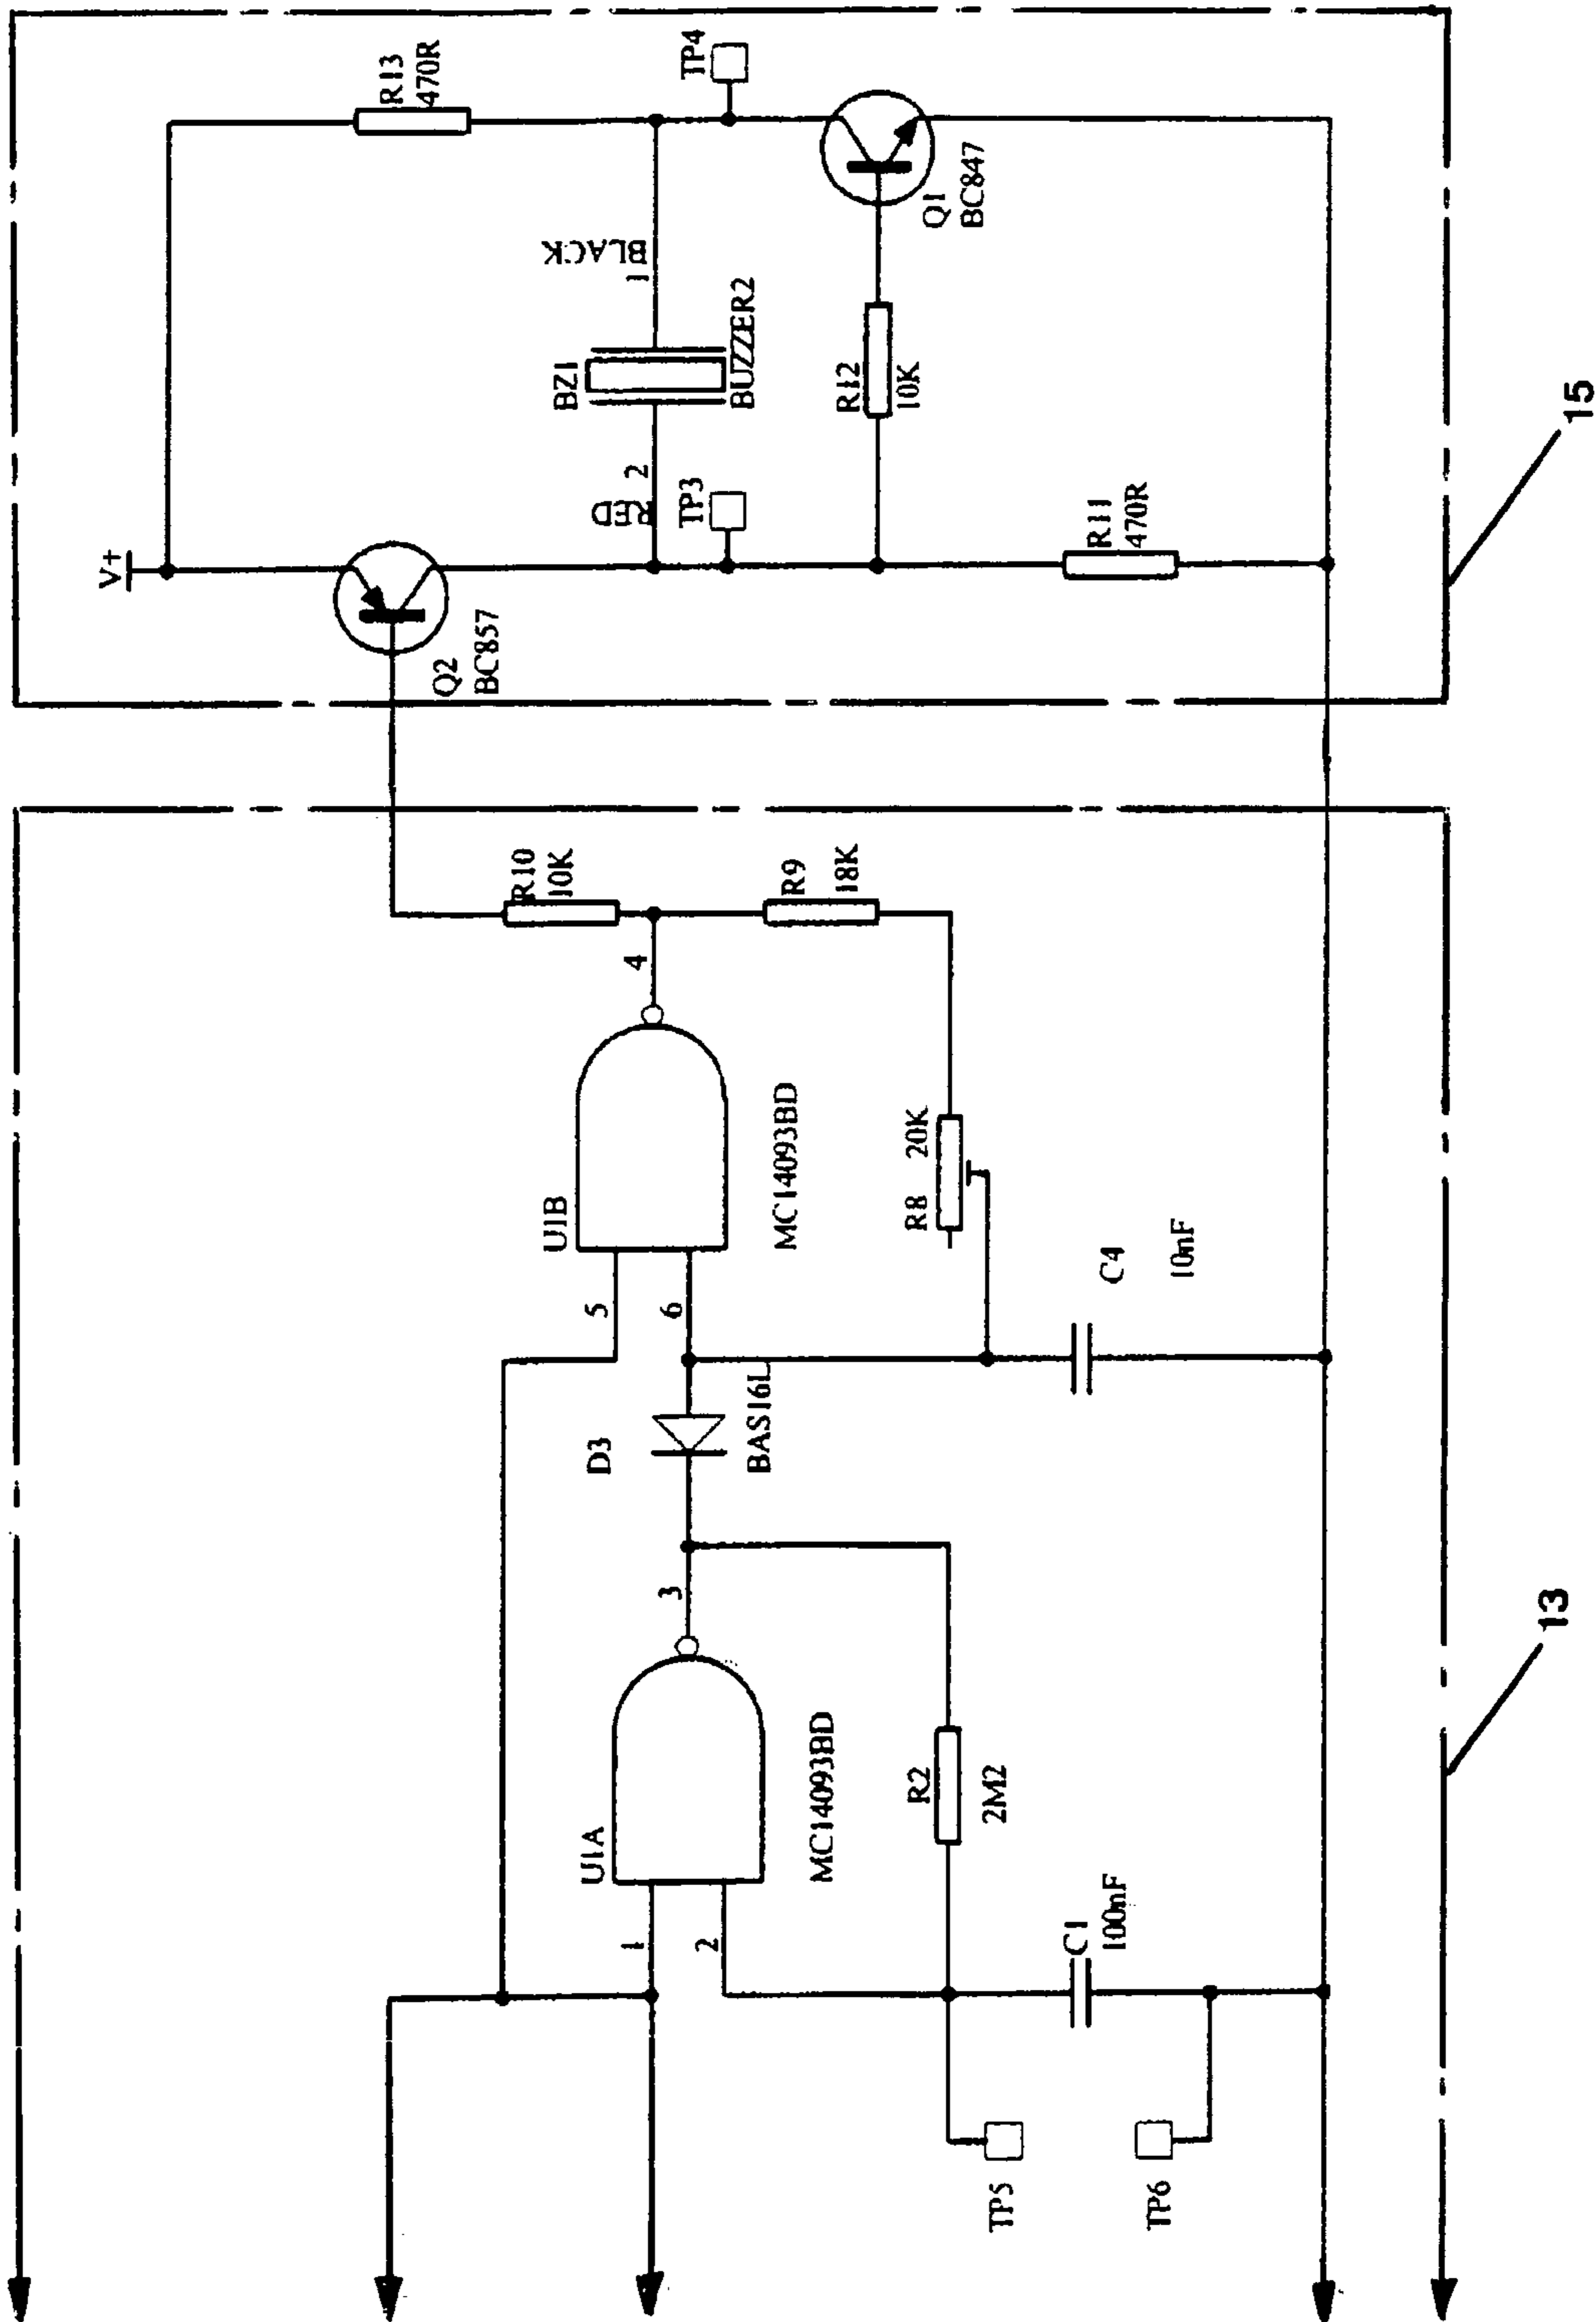 V+
R13
470R
TP4
Q2
BC857
RED
2
BZ1
BUZZER2
1
BLACK
TP3
R12
10K
Q1
BC847
R11
470R
15
R10
10K
R9
18K
4
U1B
MC14093BD
5
6
R8 20K
C4
10nF
D3
BAS16L
3
U1A
MC14093BD
1
2
R2
2M2
C1
100nF
TP5
TP6
13